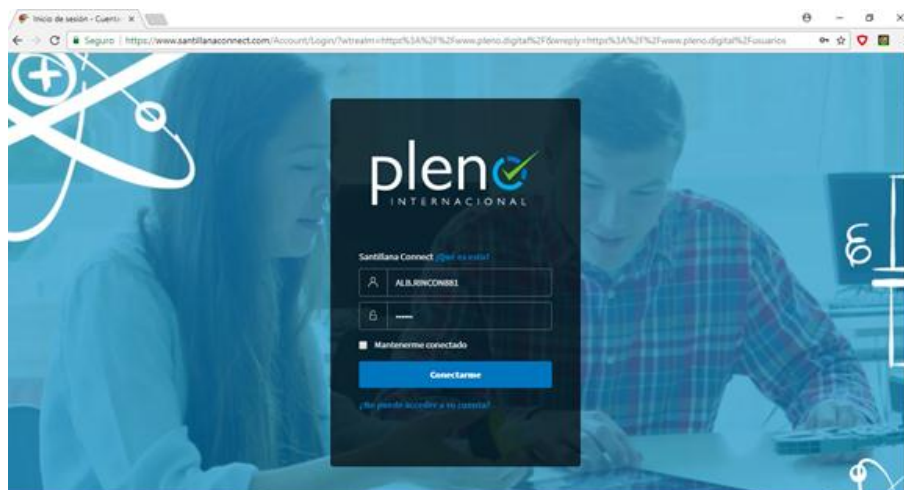 Inicio de sesión - Cuenta
Seguro | https://www.santillanaconnect.com/Account/Login/?wtrealm=https%3A%2F%2Fwww.pleno.digital%2F&wreply=https%3A%2F%2Fwww.pleno.digital%2Fusuarios
pleno
INTERNACIONAL
Santillana Connect ¿Qué es esto?
ALBJRINCON881
Mantenerme conectado
Conectarme
¿No puede acceder a su cuenta?